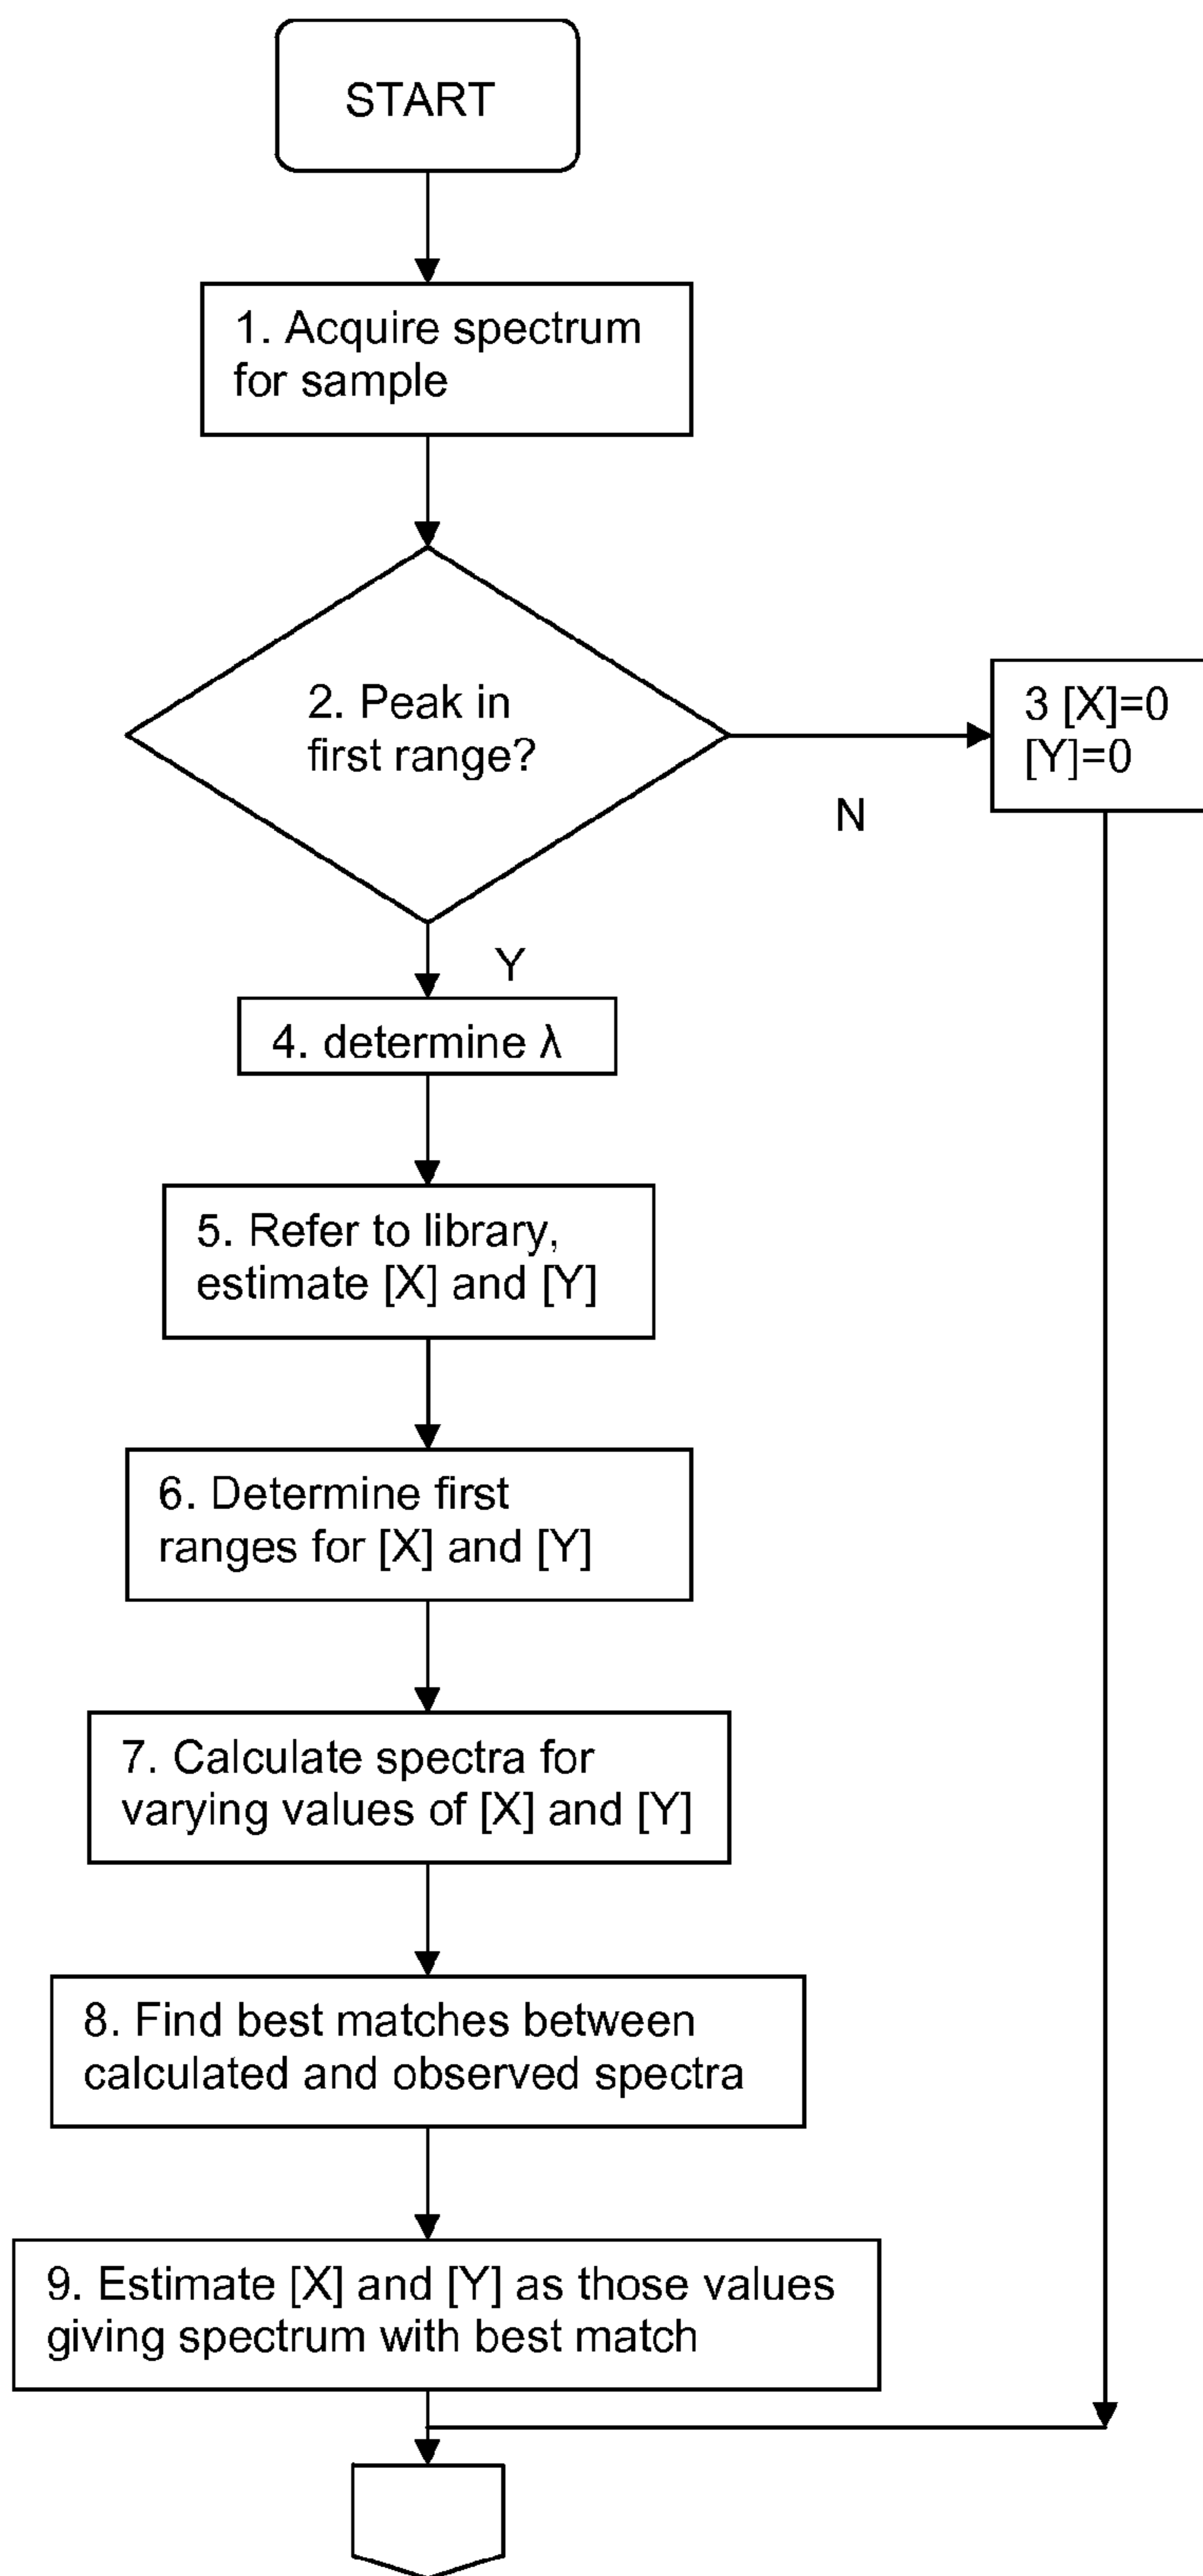 START
1. Acquire spectrum
for sample
2. Peak in
first range?
3 [X]=0
[Y]=0
N
Y
4. determine λ
5. Refer to library,
estimate [X] and [Y]
6. Determine first
ranges for [X] and [Y]
7. Calculate spectra for
varying values of [X] and [Y]
8. Find best matches between
calculated and observed spectra
9. Estimate [X] and [Y] as those values
giving spectrum with best match